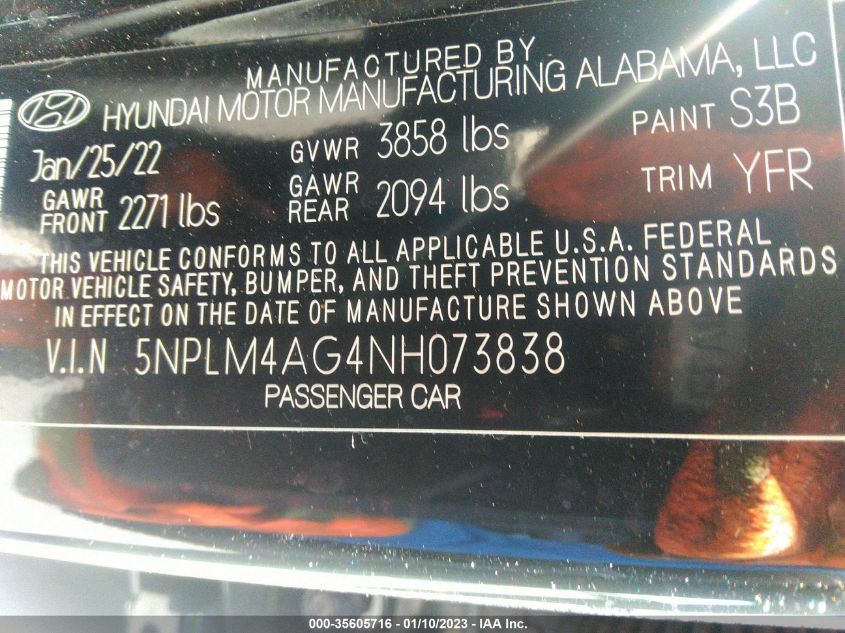 MANUFACTURED BY
HYUNDAI MOTOR MANUFACTURING ALABAMA, LLC
Jan/25/22 GVWR 3858 lbs PAINT S3B
GAWR FRONT 2271 lbs GAWR REAR 2094 lbs TRIM YFR
THIS VEHICLE CONFORMS TO ALL APPLICABLE U.S.A. FEDERAL
MOTOR VEHICLE SAFETY, BUMPER, AND THEFT PREVENTION STANDARDS
IN EFFECT ON THE DATE OF MANUFACTURE SHOWN ABOVE
V.I.N 5NPLM4AG4NH073838
PASSENGER CAR
000-35605716 - 01/10/2023 - IAA Inc.